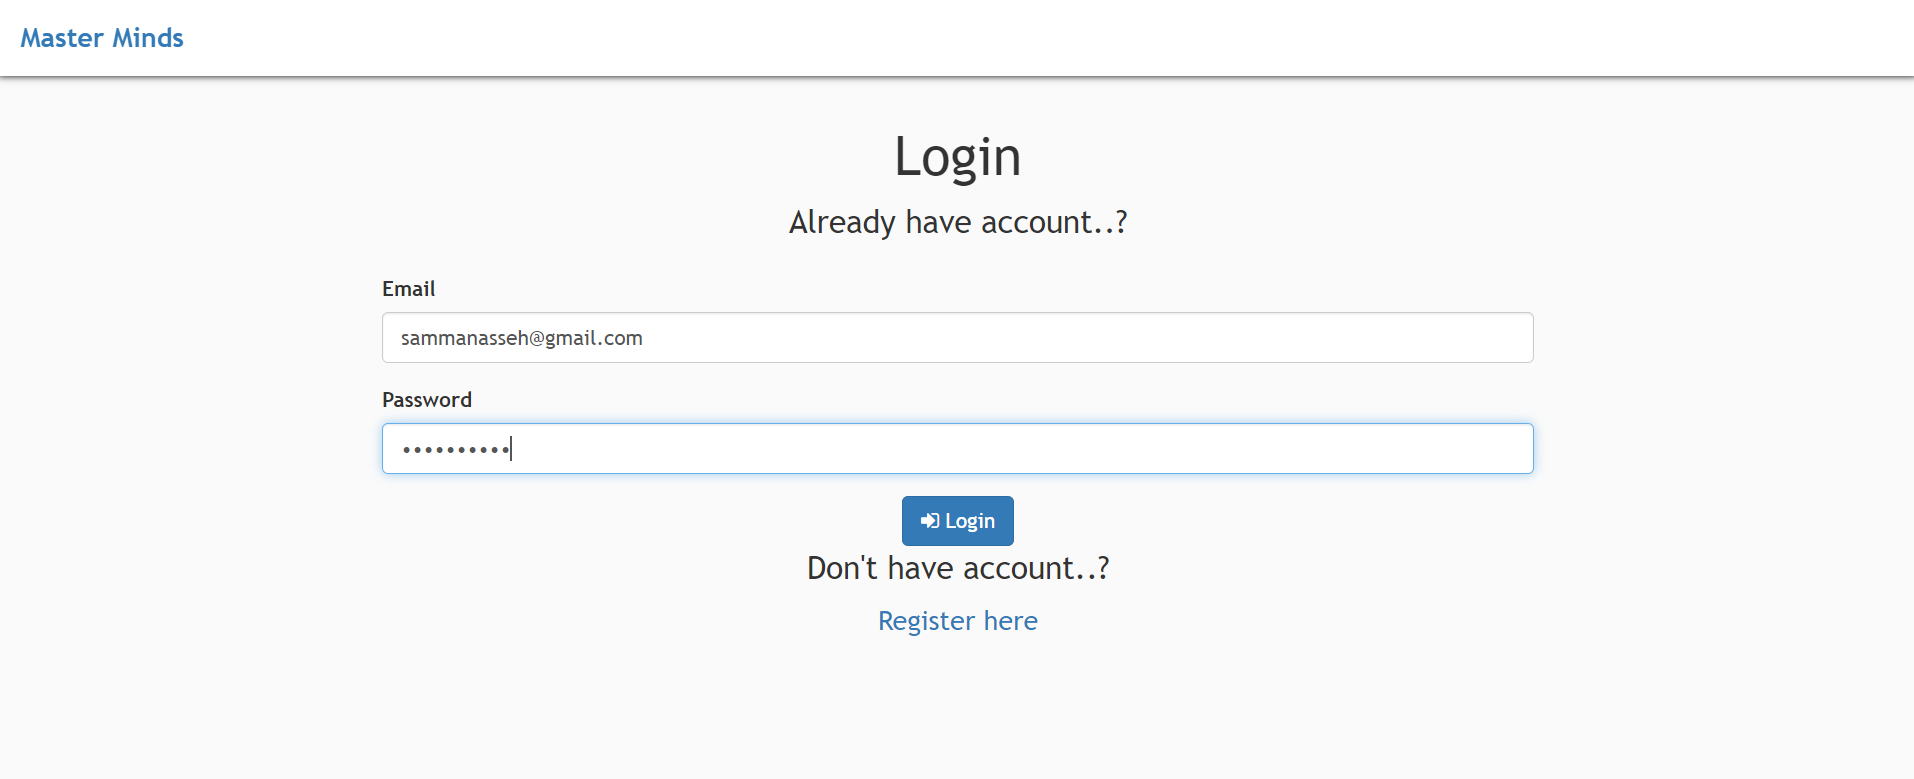 Master Minds
Login
Already have account..?
Email
sammanasseh@gmail.com
Password
••••••••••
Login
Don't have account..?
Register here